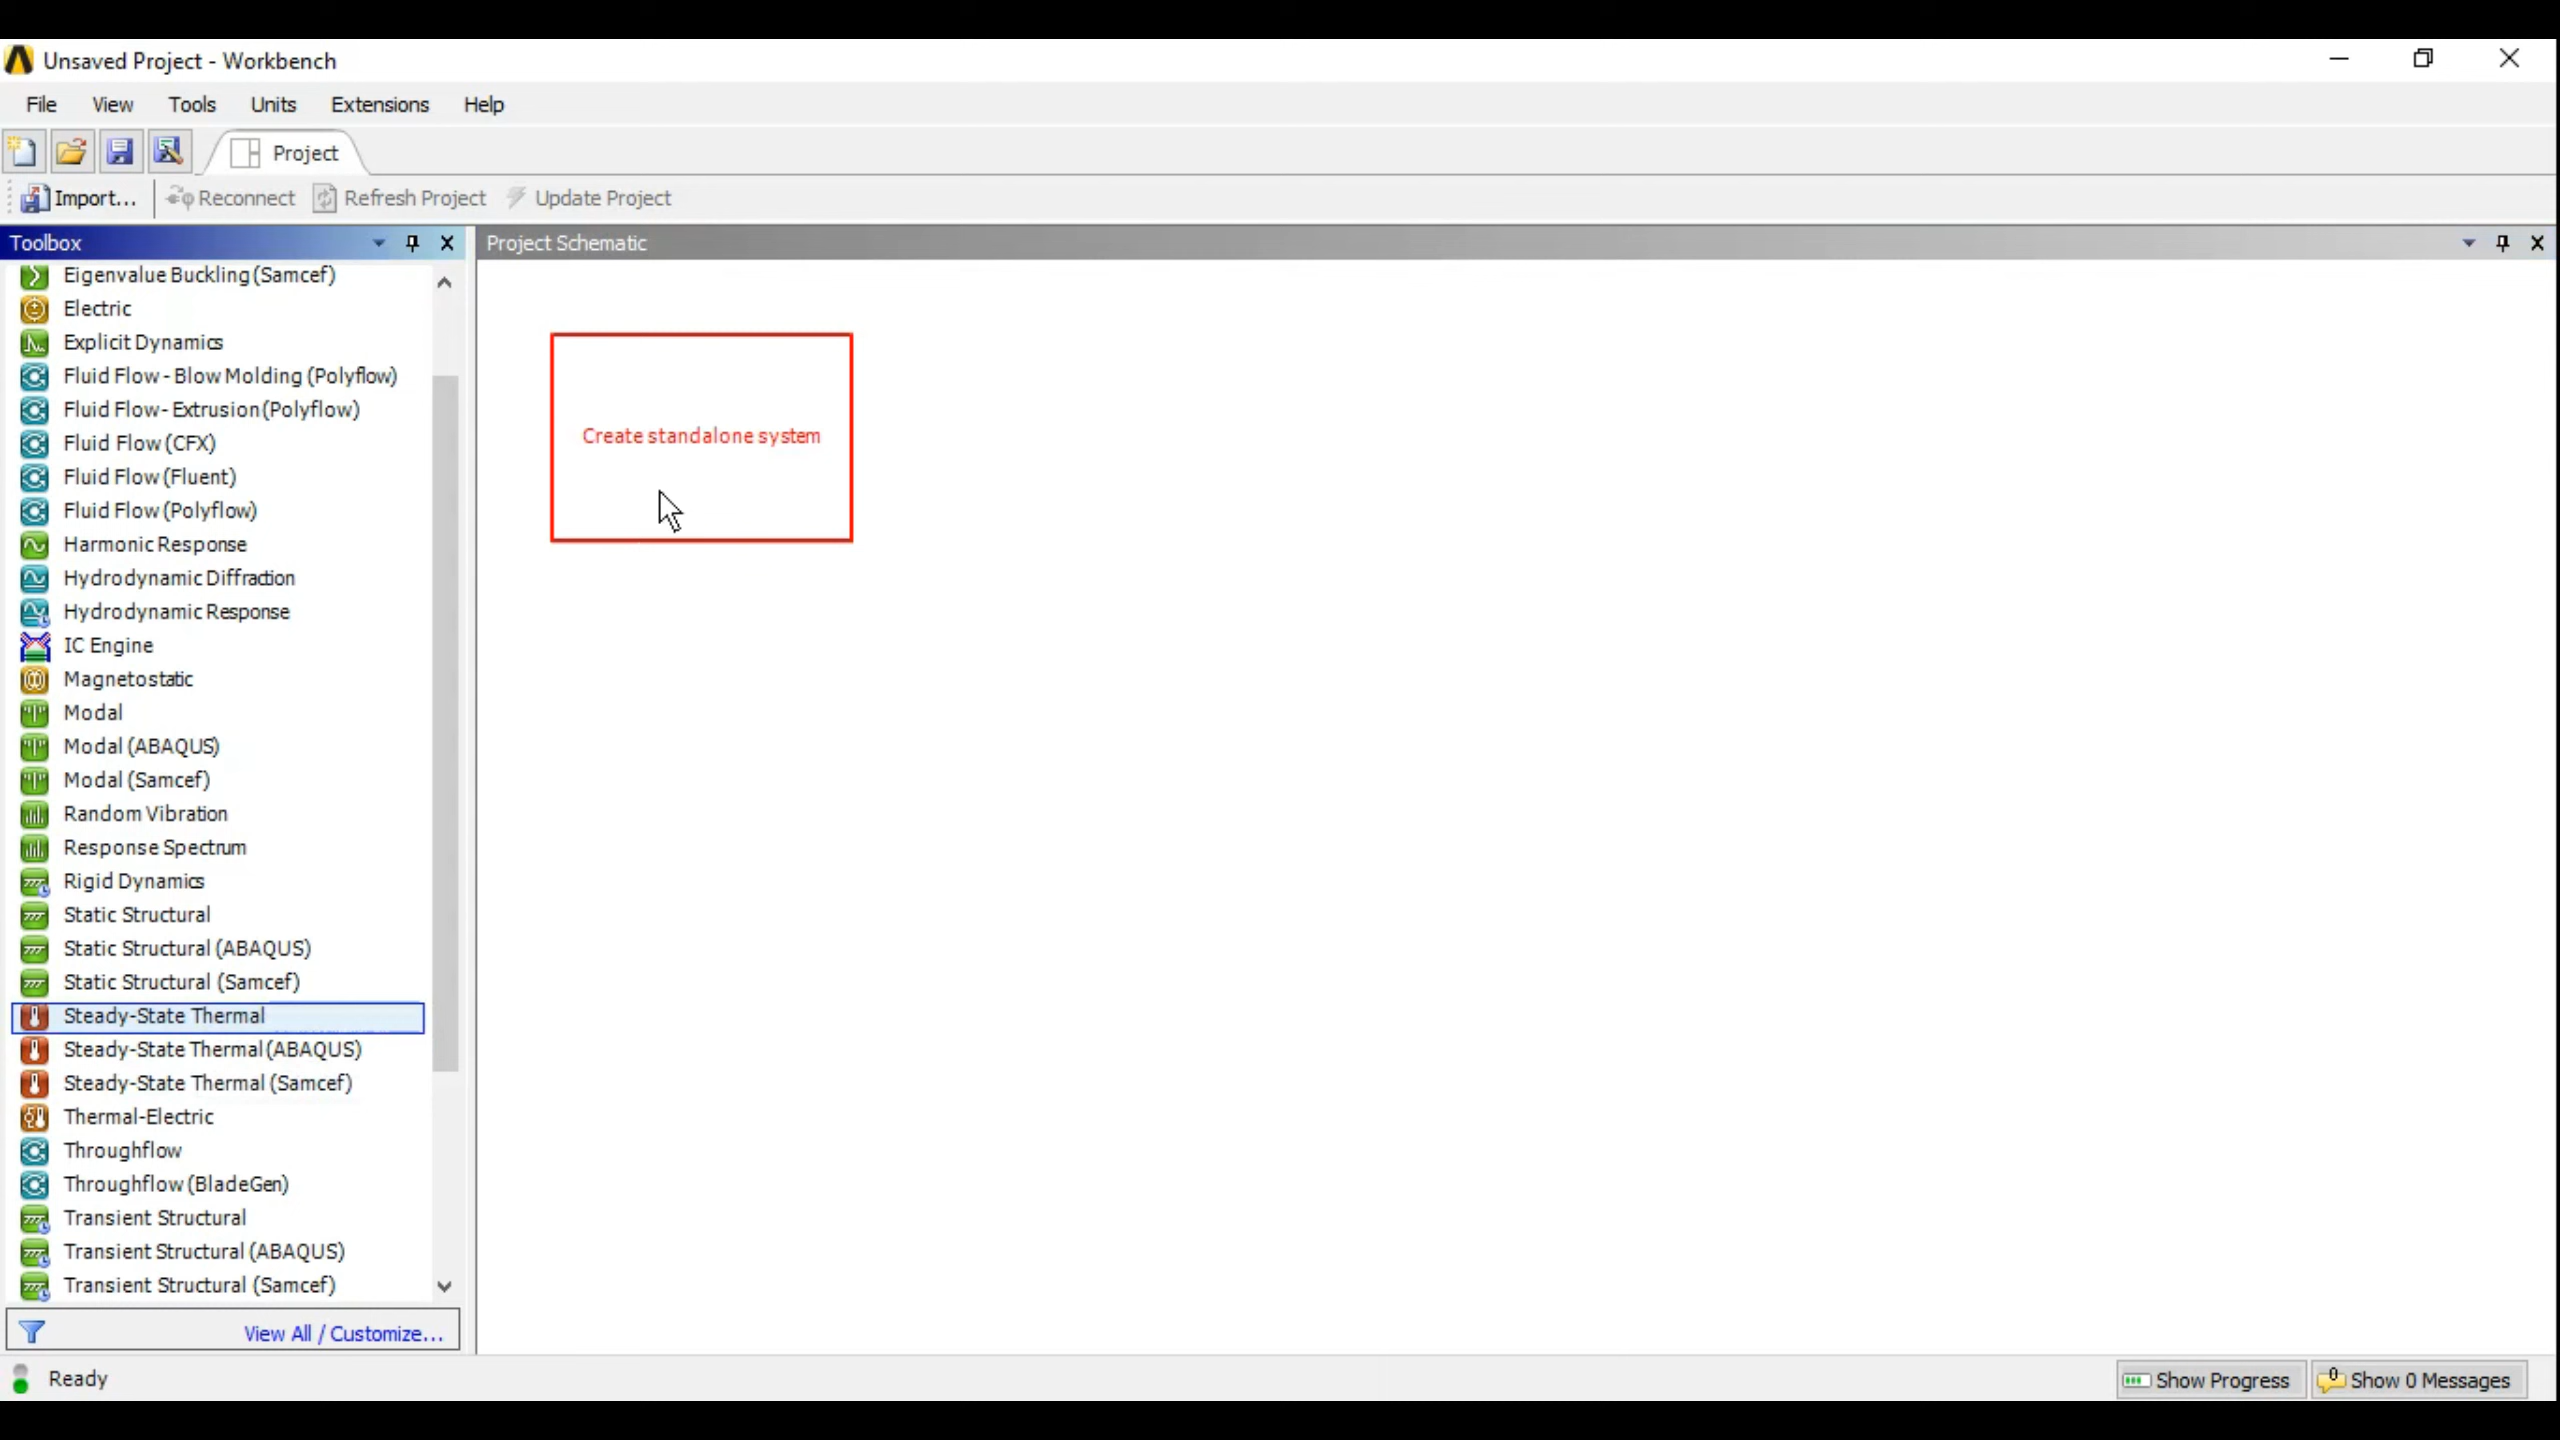 Unsaved Project - Workbench
File View Tools Units Extensions Help
Project
Import... Reconnect Refresh Project Update Project
Toolbox
Project Schematic
Eigenvalue Buckling (Samcef)
Electric
Explicit Dynamics
Fluid Flow - Blow Molding (Polyflow)
Fluid Flow - Extrusion (Polyflow)
Fluid Flow (CFX)
Fluid Flow (Fluent)
Fluid Flow (Polyflow)
Harmonic Response
Hydrodynamic Diffraction
Hydrodynamic Response
IC Engine
Magnetostatic
Modal
Modal (ABAQUS)
Modal (Samcef)
Random Vibration
Response Spectrum
Rigid Dynamics
Static Structural
Static Structural (ABAQUS)
Static Structural (Samcef)
Steady-State Thermal
Steady-State Thermal (ABAQUS)
Steady-State Thermal (Samcef)
Thermal-Electric
Throughflow
Throughflow (BladeGen)
Transient Structural
Transient Structural (ABAQUS)
Transient Structural (Samcef)
View All / Customize...
Create standalone system
Ready
Show Progress
0 Show 0 Messages